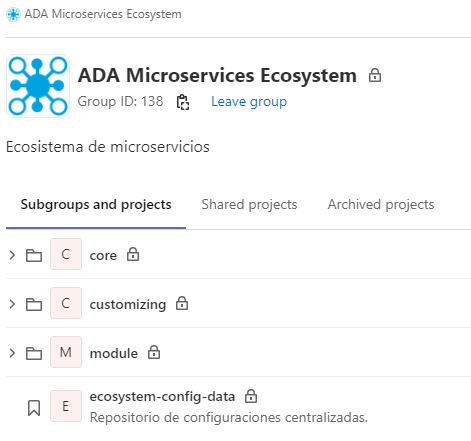 ADA Microservices Ecosystem
ADA Microservices Ecosystem
Group ID: 138 Leave group
Ecosistema de microservicios
Subgroups and projects Shared projects Archived projects
C core
C customizing
M module
E ecosystem-config-data
Repositorio de configuraciones centralizadas.